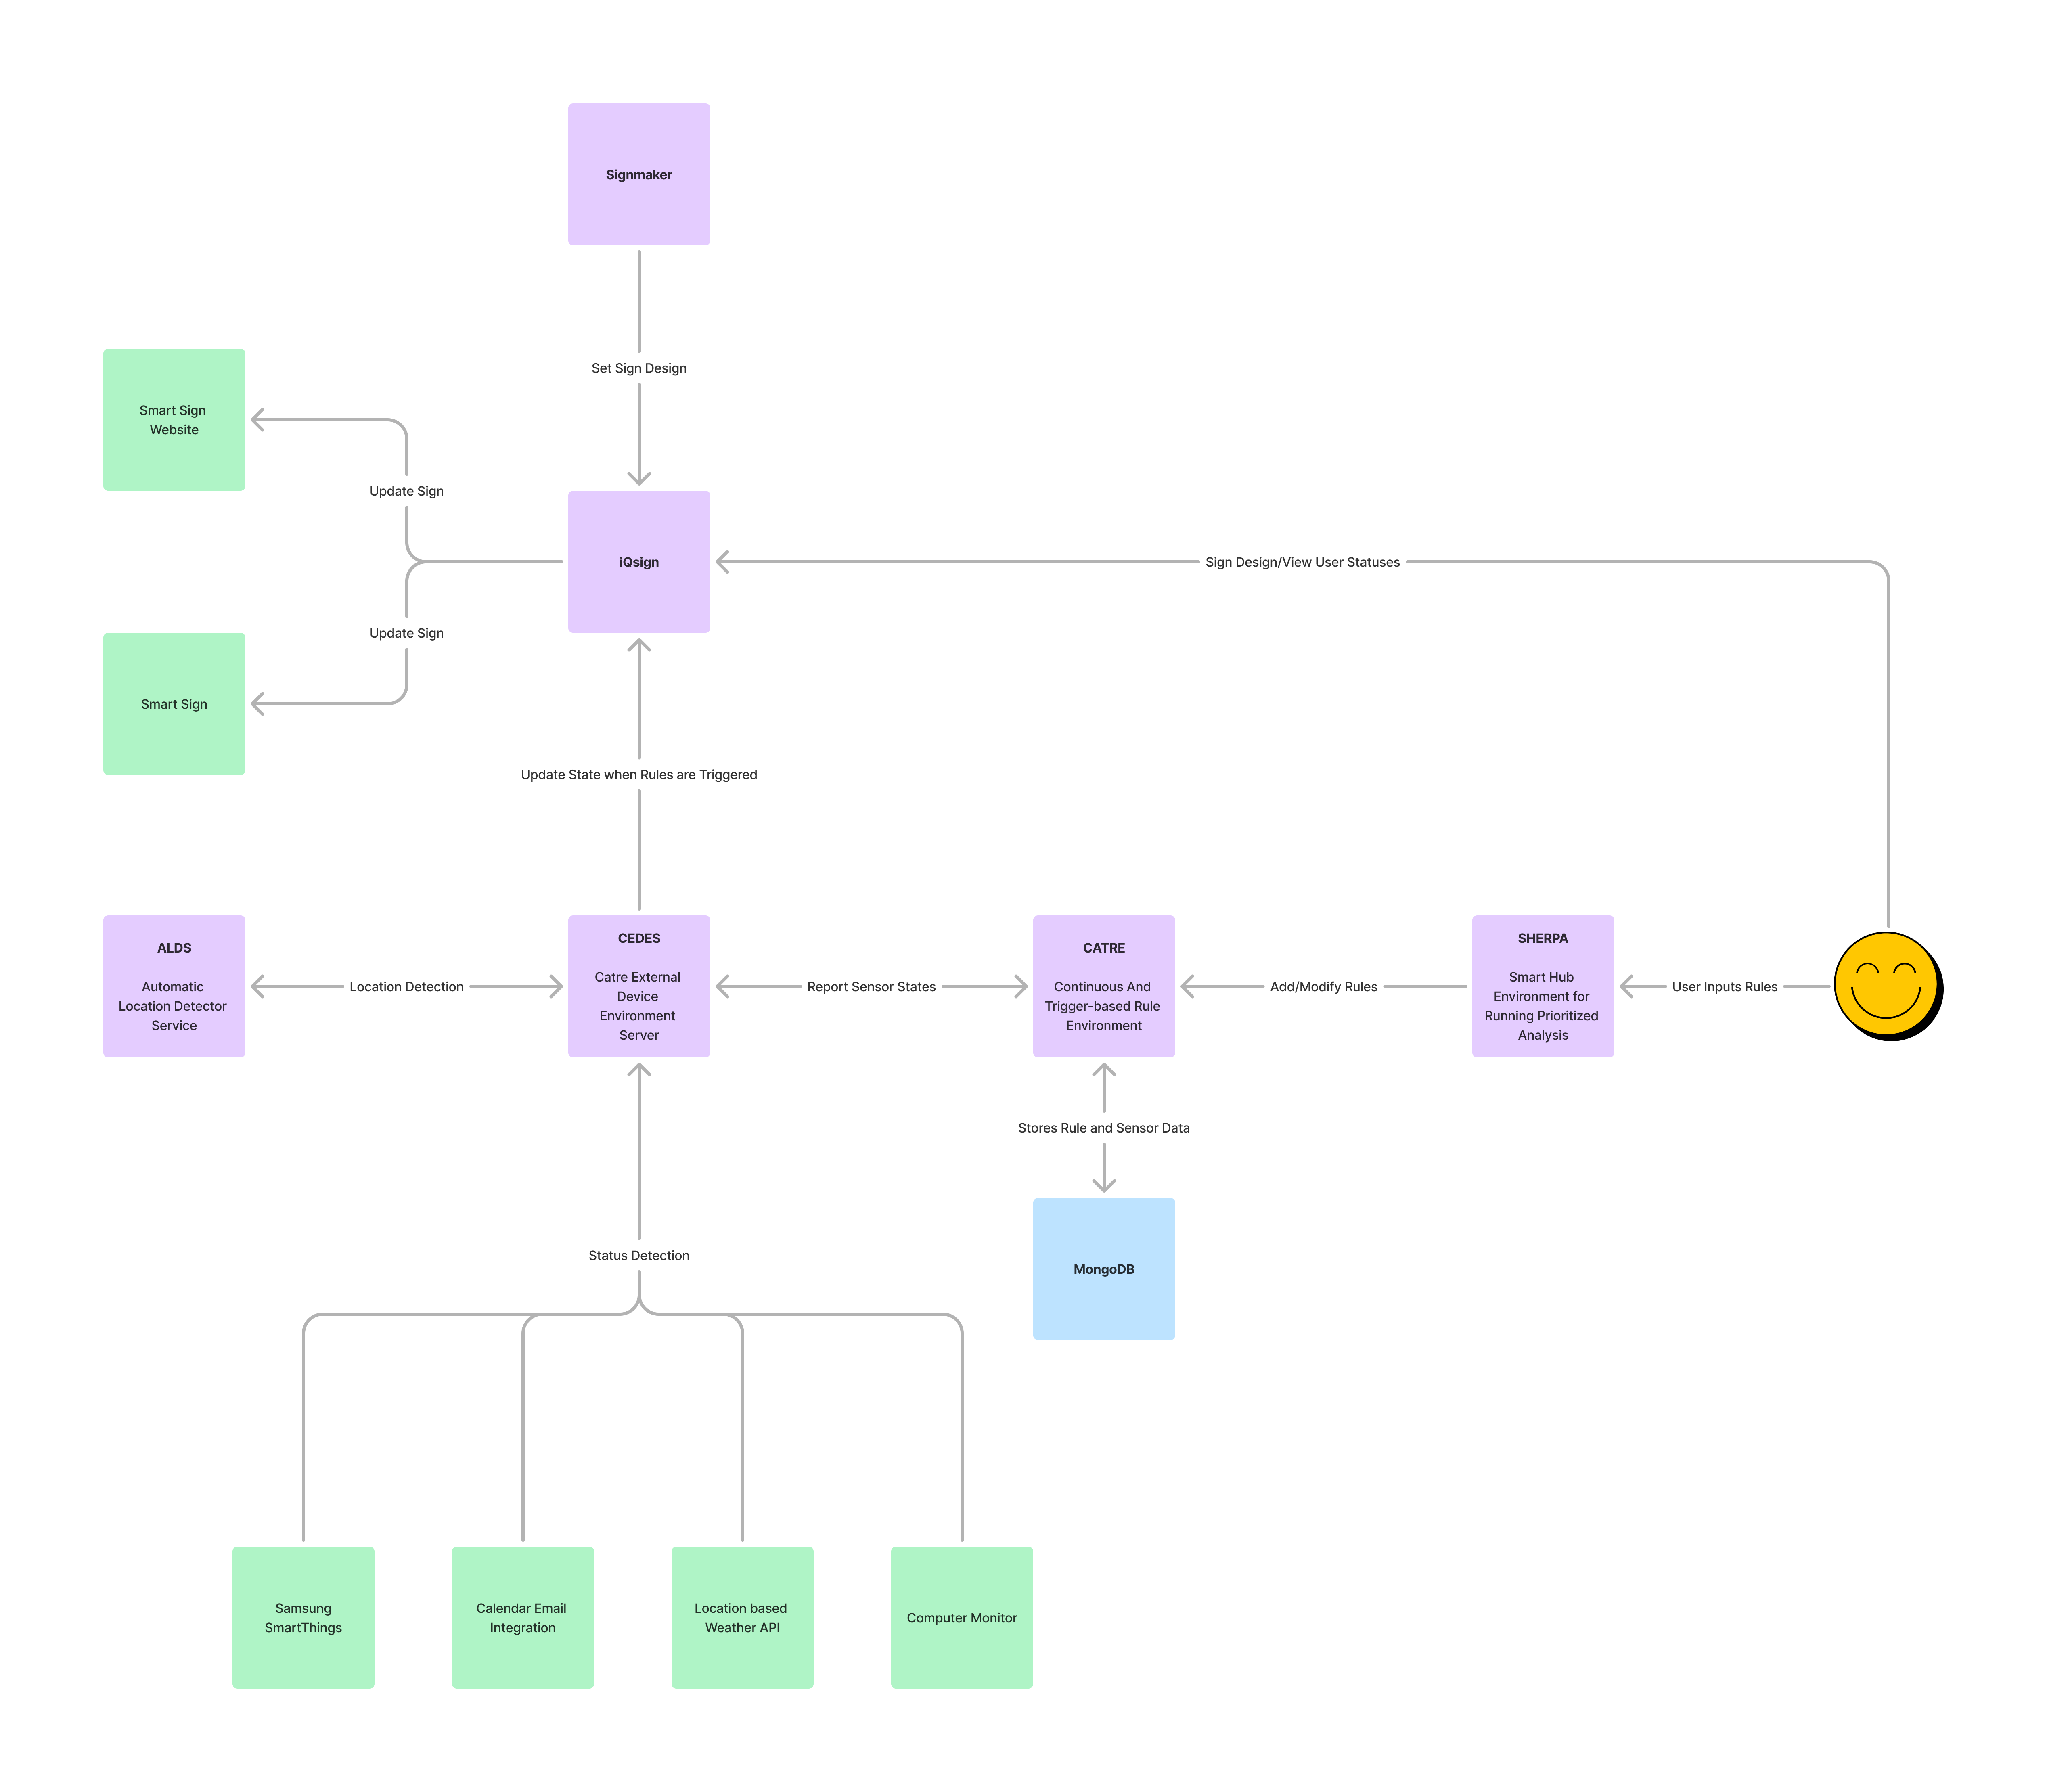 Signmaker
Set Sign Design
Smart Sign
Website
Update Sign
iQsign
Sign Design/View User Statuses
Update Sign
Smart Sign
Update State when Rules are Triggered
ALDS
Automatic
Location Detector
Service
Location Detection
CEDES
Catre External
Device
Environment
Server
Report Sensor States
CATRE
Continuous And
Trigger-based Rule
Environment
Add/Modify Rules
SHERPA
Smart Hub
Environment for
Running Prioritized
Analysis
User Inputs Rules
Stores Rule and Sensor Data
MongoDB
Status Detection
Samsung
SmartThings
Calendar Email
Integration
Location based
Weather API
Computer Monitor